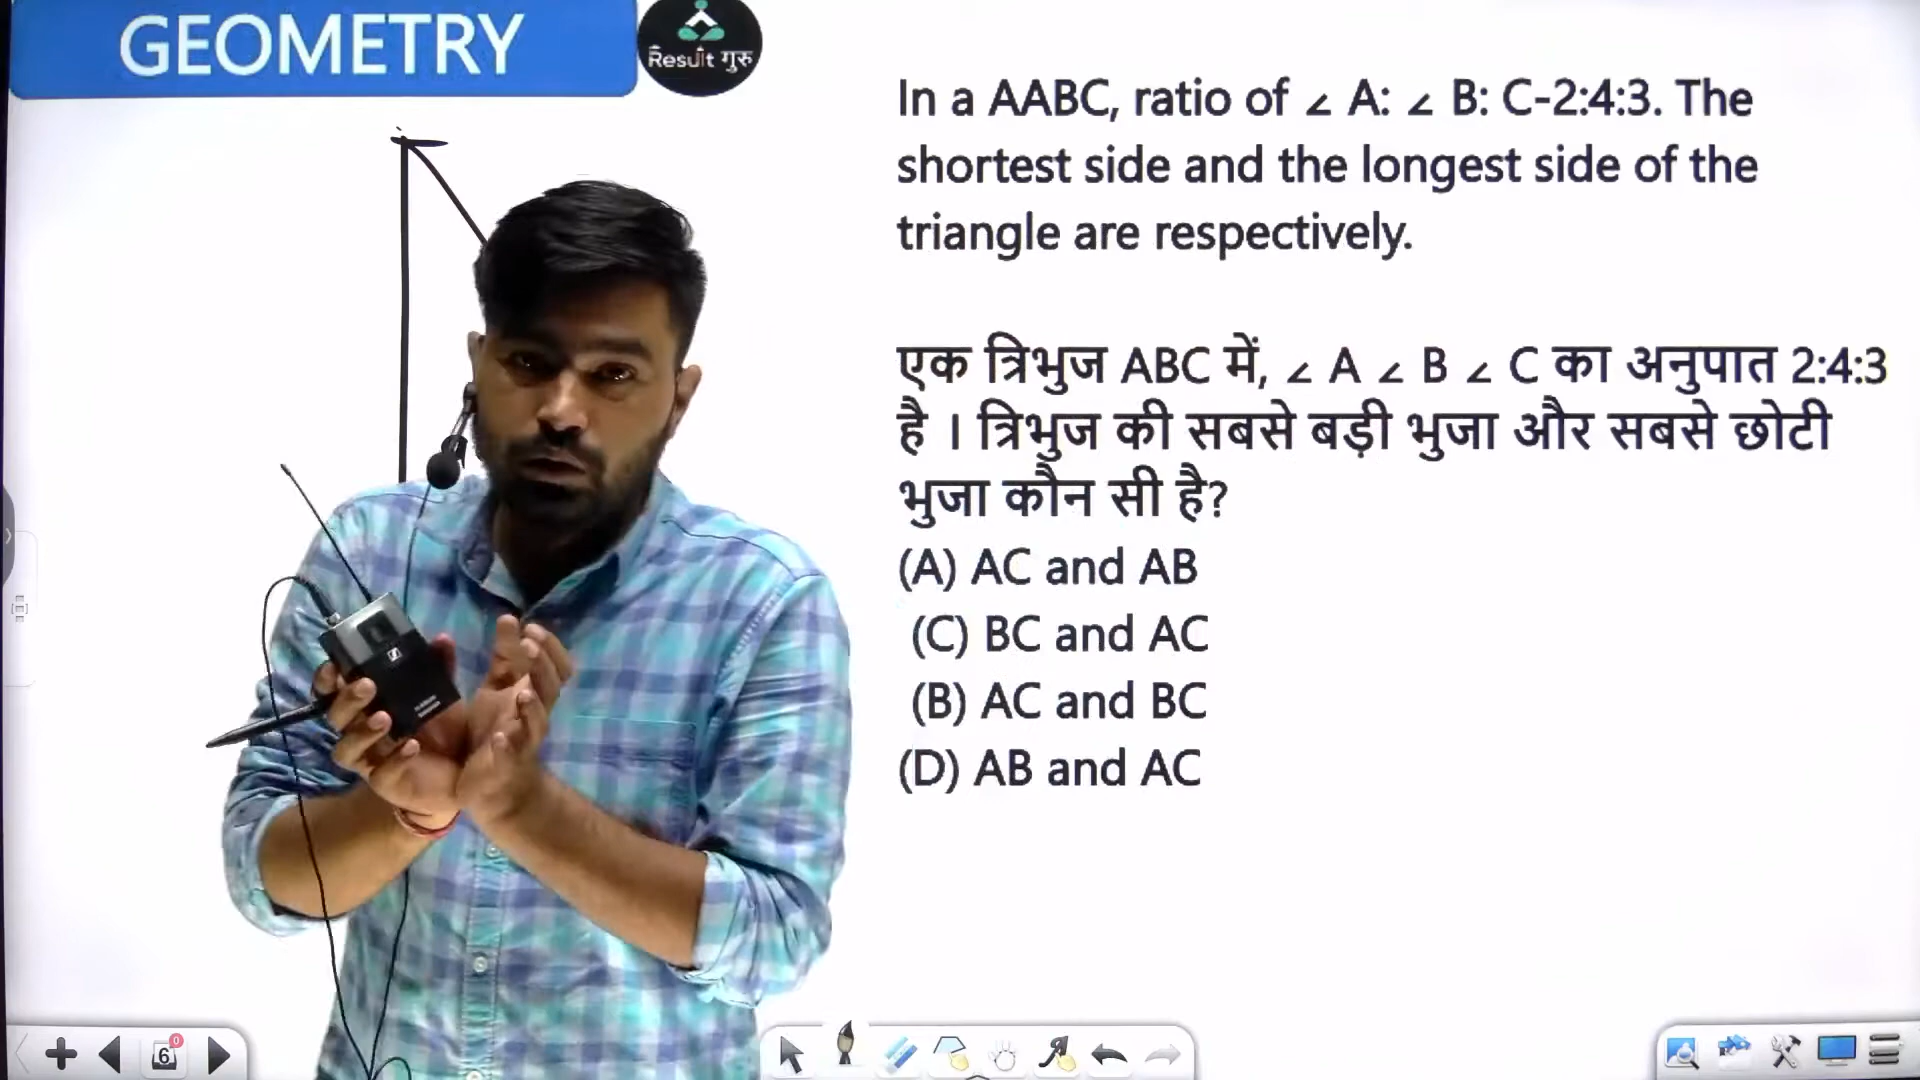 GEOMETRY
Result गुरु
In a AABC, ratio of ∠ A: ∠ B: C-2:4:3. The
shortest side and the longest side of the
triangle are respectively.
एक त्रिभुज ABC में, ∠ A ∠ B ∠ C का अनुपात 2:4:3
है । त्रिभुज की सबसे बड़ी भुजा और सबसे छोटी
भुजा कौन सी है?
(A) AC and AB
(C) BC and AC
(B) AC and BC
(D) AB and AC
6
0